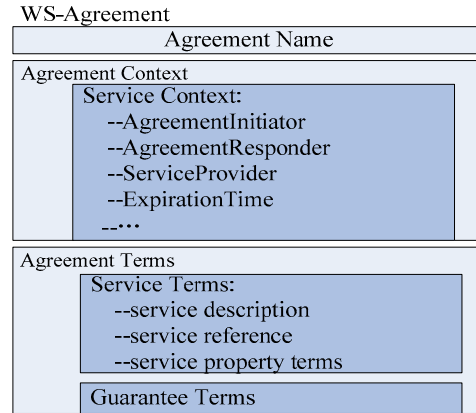 WS-Agreement
Agreement Name
Agreement Context
Service Context:
--AgreementInitiator
--AgreementResponder
--ServiceProvider
--ExpirationTime
--...
Agreement Terms
Service Terms:
--service description
--service reference
--service property terms
Guarantee Terms